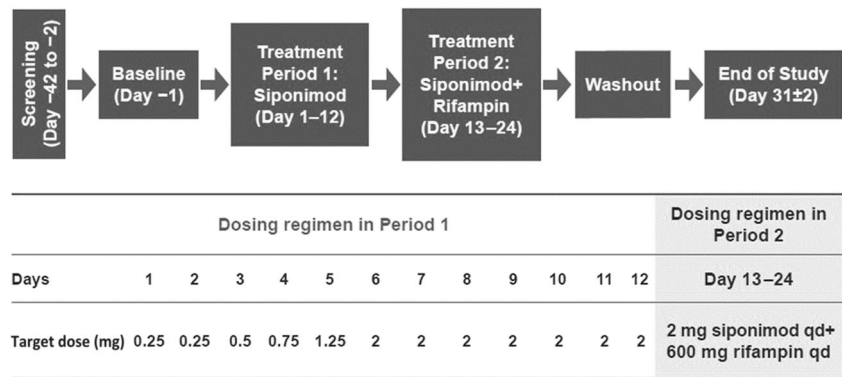 Screening
(Day −42 to −2)
Baseline
(Day −1)
Treatment
Period 1:
Siponimod
(Day 1–12)
Treatment
Period 2:
Siponimod+
Rifampin
(Day 13–24)
Washout
End of Study
(Day 31±2)
Dosing regimen in Period 1
Dosing regimen in
Period 2
Days 1 2 3 4 5 6 7 8 9 10 11 12 Day 13–24
Target dose (mg) 0.25 0.25 0.5 0.75 1.25 2 2 2 2 2 2 2
2 mg siponimod qd+
600 mg rifampin qd